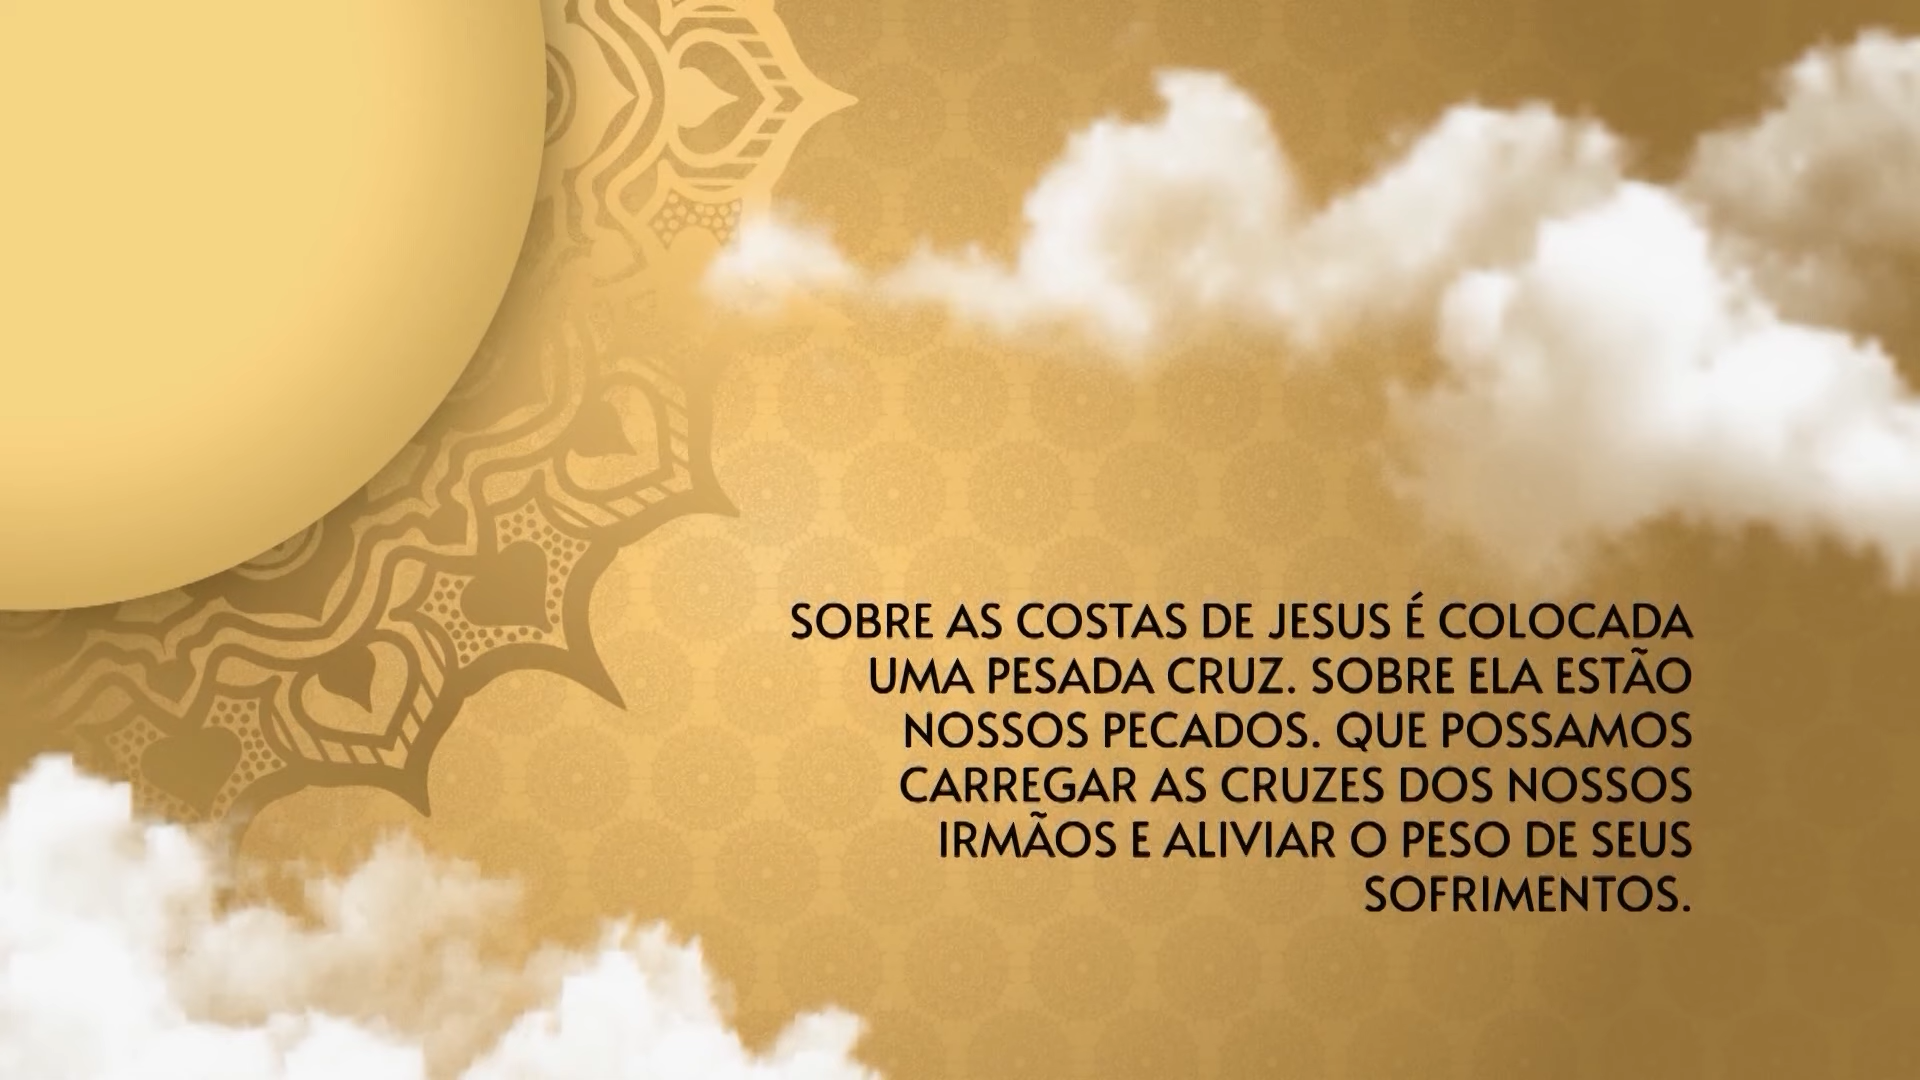 SOBRE AS COSTAS DE JESUS É COLOCADA
UMA PESADA CRUZ. SOBRE ELA ESTÃO
NOSSOS PECADOS. QUE POSSAMOS
CARREGAR AS CRUZES DOS NOSSOS
IRMÃOS E ALIVIAR O PESO DE SEUS
SOFRIMENTOS.